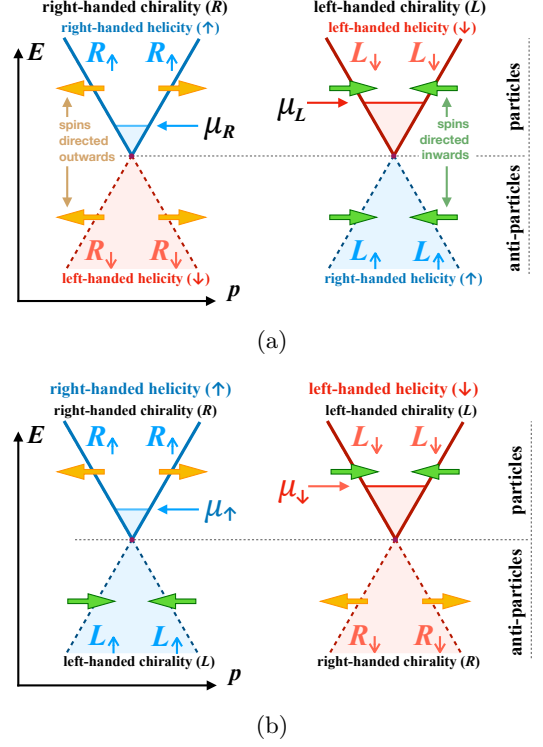 right-handed chirality (R)
left-handed chirality (L)
right-handed helicity (↑)
left-handed helicity (↓)
E
R↑ R↑
L↓ L↓
μR
μL
spins
directed
outwards
spins
directed
inwards
particles
anti-particles
R↓ R↓
L↑ L↑
left-handed helicity (↓)
right-handed helicity (↑)
p
(a)
right-handed helicity (↑)
left-handed helicity (↓)
right-handed chirality (R)
left-handed chirality (L)
E
R↑ R↑
L↓ L↓
μ↑
μ↓
particles
anti-particles
L↑ L↑
R↓ R↓
left-handed chirality (L)
right-handed chirality (R)
p
(b)